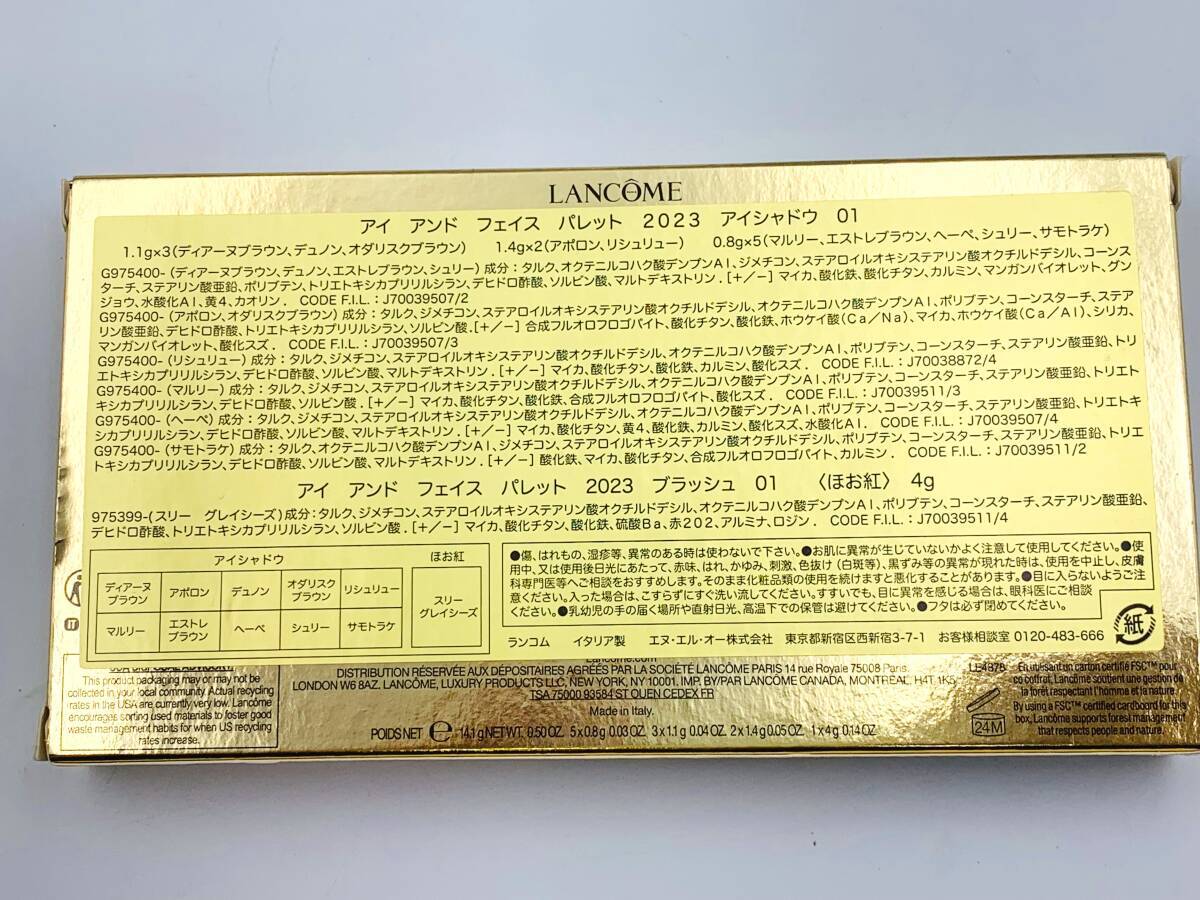 LANCÔME
アイ アンド フェイス パレット 2023 アイシャドウ 01
1.1g×3(ディアーヌブラウン、デュノン、オダリスクブラウン) 1.4g×2(アポロン、リシュリュー) 0.8g×5(マルリー、エストレブラウン、ヘーベ、シュリー、サモトラケ)
G975400- (ディアーヌブラウン、デュノン、エストレブラウン、シュリー) 成分：タルク、オクテニルコハク酸デンプンAl、ジメチコン、ステアロイルオキシステアリン酸オクチルドデシル、コーンス
ターチ、ステアリン酸亜鉛、ポリブテン、トリエトキシカプリリルシラン、デヒドロ酢酸、ソルビン酸、マルトデキストリン．[+/−] マイカ、酸化鉄、酸化チタン、カルミン、マンガンバイオレット、グン
ジョウ、水酸化Al、黄4、カオリン． CODE F.I.L.：J70039507/2
G975400- (アポロン、オダリスクブラウン) 成分：タルク、ジメチコン、ステアロイルオキシステアリン酸オクチルドデシル、オクテニルコハク酸デンプンAl、ポリブテン、コーンスターチ、ステア
リン酸亜鉛、デヒドロ酢酸、トリエトキシカプリリルシラン、ソルビン酸．[+/−] 合成フルオロフロゴパイト、酸化チタン、酸化鉄、ホウケイ酸(Ca/Na)、マイカ、ホウケイ酸(Ca/Al)、シリカ、
マンガンバイオレット、酸化スズ． CODE F.I.L.：J70039507/3
G975400- (リシュリュー) 成分：タルク、ジメチコン、ステアロイルオキシステアリン酸オクチルドデシル、オクテニルコハク酸デンプンAl、ポリブテン、コーンスターチ、ステアリン酸亜鉛、トリ
エトキシカプリリルシラン、デヒドロ酢酸、ソルビン酸、マルトデキストリン．[+/−] マイカ、酸化チタン、酸化鉄、カルミン、酸化スズ． CODE F.I.L.：J70038872/4
G975400- (マルリー) 成分：タルク、ジメチコン、ステアロイルオキシステアリン酸オクチルドデシル、オクテニルコハク酸デンプンAl、ポリブテン、コーンスターチ、ステアリン酸亜鉛、トリエト
キシカプリリルシラン、デヒドロ酢酸、ソルビン酸．[+/−] マイカ、酸化チタン、酸化鉄、合成フルオロフロゴパイト、酸化スズ． CODE F.I.L.：J70039511/3
G975400- (ヘーベ) 成分：タルク、ジメチコン、ステアロイルオキシステアリン酸オクチルドデシル、オクテニルコハク酸デンプンAl、ポリブテン、コーンスターチ、ステアリン酸亜鉛、トリエトキ
シカプリリルシラン、デヒドロ酢酸、ソルビン酸、マルトデキストリン．[+/−] マイカ、酸化チタン、黄4、酸化鉄、カルミン、酸化スズ、水酸化Al． CODE F.I.L.：J70039507/4
G975400- (サモトラケ) 成分：タルク、オクテニルコハク酸デンプンAl、ジメチコン、ステアロイルオキシステアリン酸オクチルドデシル、ポリブテン、コーンスターチ、ステアリン酸亜鉛、トリエ
トキシカプリリルシラン、デヒドロ酢酸、ソルビン酸、マルトデキストリン．[+/−] 酸化鉄、マイカ、酸化チタン、合成フルオロフロゴパイト、カルミン． CODE F.I.L.：J70039511/2
アイ アンド フェイス パレット 2023 ブラッシュ 01 〈ほお紅〉 4g
975399-(スリー グレイシーズ)成分：タルク、ジメチコン、ステアロイルオキシステアリン酸オクチルドデシル、オクテニルコハク酸デンプンAl、ポリブテン、コーンスターチ、ステアリン酸亜鉛、
デヒドロ酢酸、トリエトキシカプリリルシラン、ソルビン酸．[+/−] マイカ、酸化チタン、酸化鉄、硫酸Ba、赤202、アルミナ、ロジン． CODE F.I.L.：J70039511/4
アイシャドウ ほお紅
ディアーヌブラウン アポロン デュノン オダリスクブラウン リシュリュー スリー グレイシーズ
マルリー エストレブラウン ヘーベ シュリー サモトラケ
●傷、はれもの、湿疹等、異常のある時は使わないで下さい。●お肌に異常が生じていないかよく注意して使用してください。●使
用中、又は使用後日光にあたって、赤味、はれ、かゆみ、刺激、色抜け(白斑等)、黒ずみ等の異常が現れた時は、使用を中止し、皮膚
科専門医等へご相談をおすすめします。そのまま化粧品類の使用を続けますと悪化することがあります。●目に入らないようご注
意ください。入った場合は、こすらずにすぐ洗い流してください。すすいでも、目に異常を感じる場合は、眼科医にご相談
ください。●乳幼児の手の届く場所や直射日光、高温下での保管は避けてください。●フタは必ず閉めてください。
ランコム イタリア製 エヌ・エル・オー株式会社 東京都新宿区西新宿3-7-1 お客様相談室 0120-483-666
紙
This product packaging may or may not be
collected in your local community. Actual recycling
rates in the USA are currently very low. Lancôme
encourages sorting used materials to foster good
waste management habits for when US recycling
rates increase.
Lancome.com
DISTRIBUTION RÉSERVÉE AUX DÉPOSITAIRES AGRÉÉS PAR LA SOCIÉTÉ LANCÔME PARIS 14 rue Royale 75008 Paris.
LONDON W6 8AZ. LANCÔME, LUXURY PRODUCTS LLC, NEW YORK, NY, 10001. IMP. BY/PAR LANCÔME CANADA, MONTREAL, H4T 1K5
TSA 75000 93584 ST OUEN CEDEX FR
Made in Italy.
POIDS NET ℮ 14.1 g NET WT. 0.50 OZ. 5 x 0.8 g 0.03 OZ. 3 x 1.1 g 0.04 OZ. 2 x 1.4 g 0.05 OZ. 1 x 4 g 0.14 OZ.
24M
En utilisant un carton certifié FSC™ pour
ce coffret, Lancôme soutient une gestion de
la forêt respectant l'homme et la nature.
By using a FSC™ certified cardboard for this
box, Lancôme supports forest management
that respects people and nature.
IT